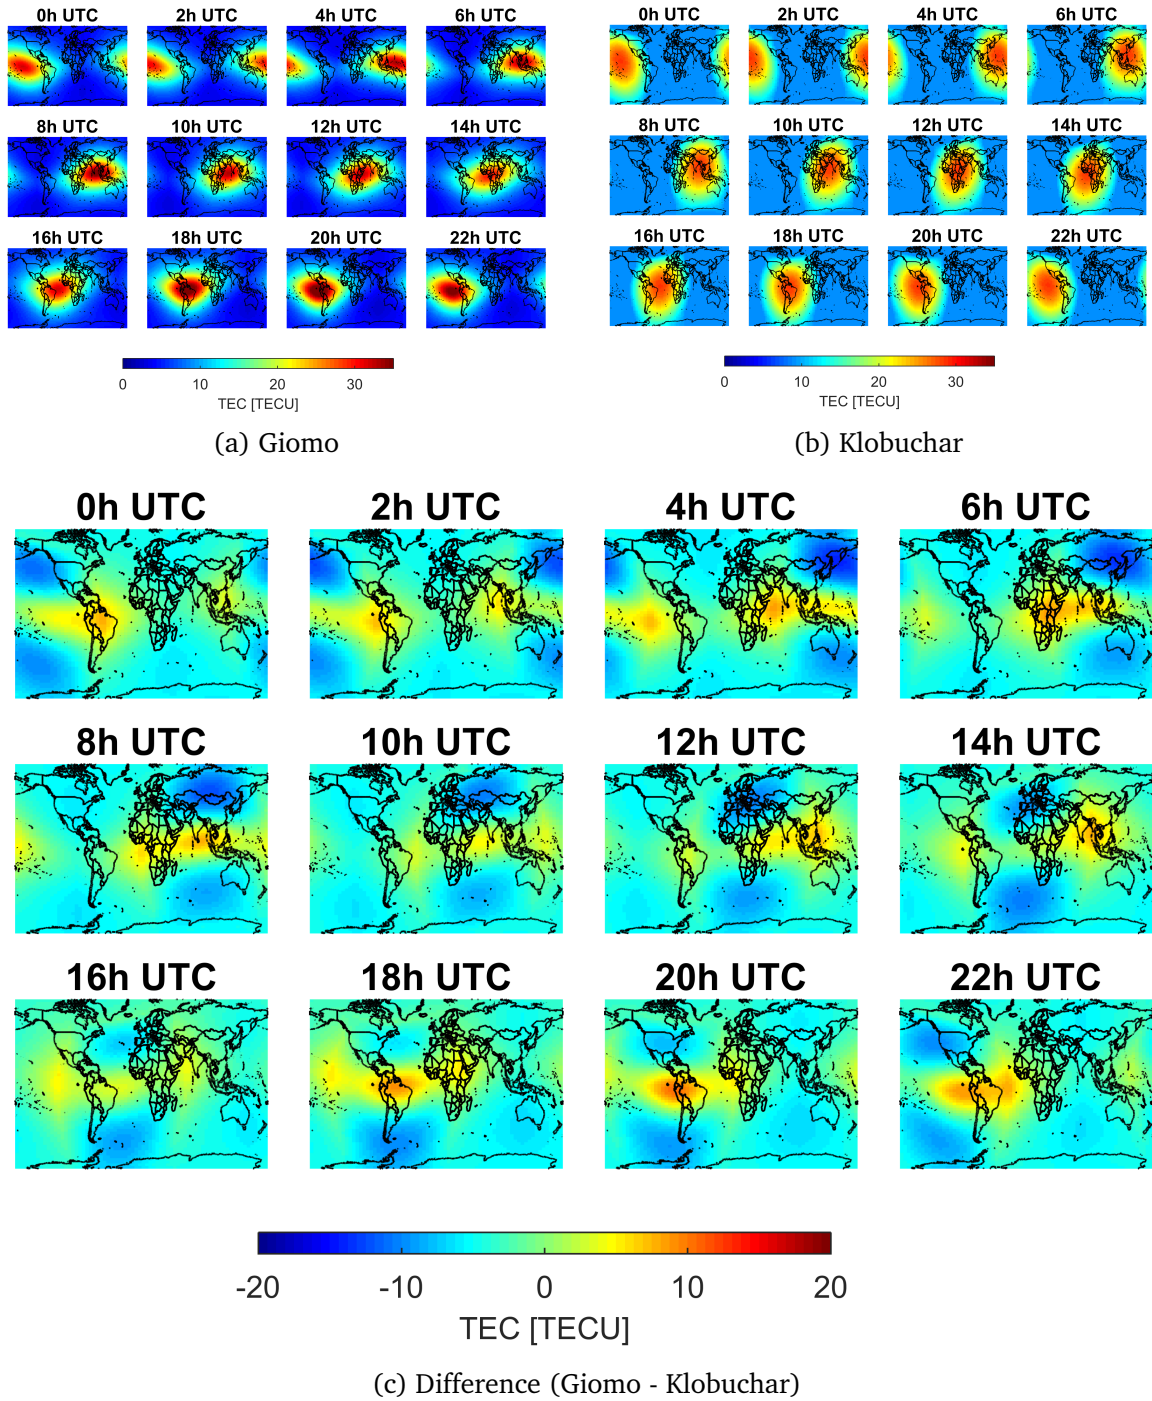 0h UTC 2h UTC 4h UTC 6h UTC
8h UTC 10h UTC 12h UTC 14h UTC
16h UTC 18h UTC 20h UTC 22h UTC
0 10 20 30
TEC [TECU]
(a) Giomo
0h UTC 2h UTC 4h UTC 6h UTC
8h UTC 10h UTC 12h UTC 14h UTC
16h UTC 18h UTC 20h UTC 22h UTC
0 10 20 30
TEC [TECU]
(b) Klobuchar
0h UTC 2h UTC 4h UTC 6h UTC
8h UTC 10h UTC 12h UTC 14h UTC
16h UTC 18h UTC 20h UTC 22h UTC
-20 -10 0 10 20
TEC [TECU]
(c) Difference (Giomo - Klobuchar)